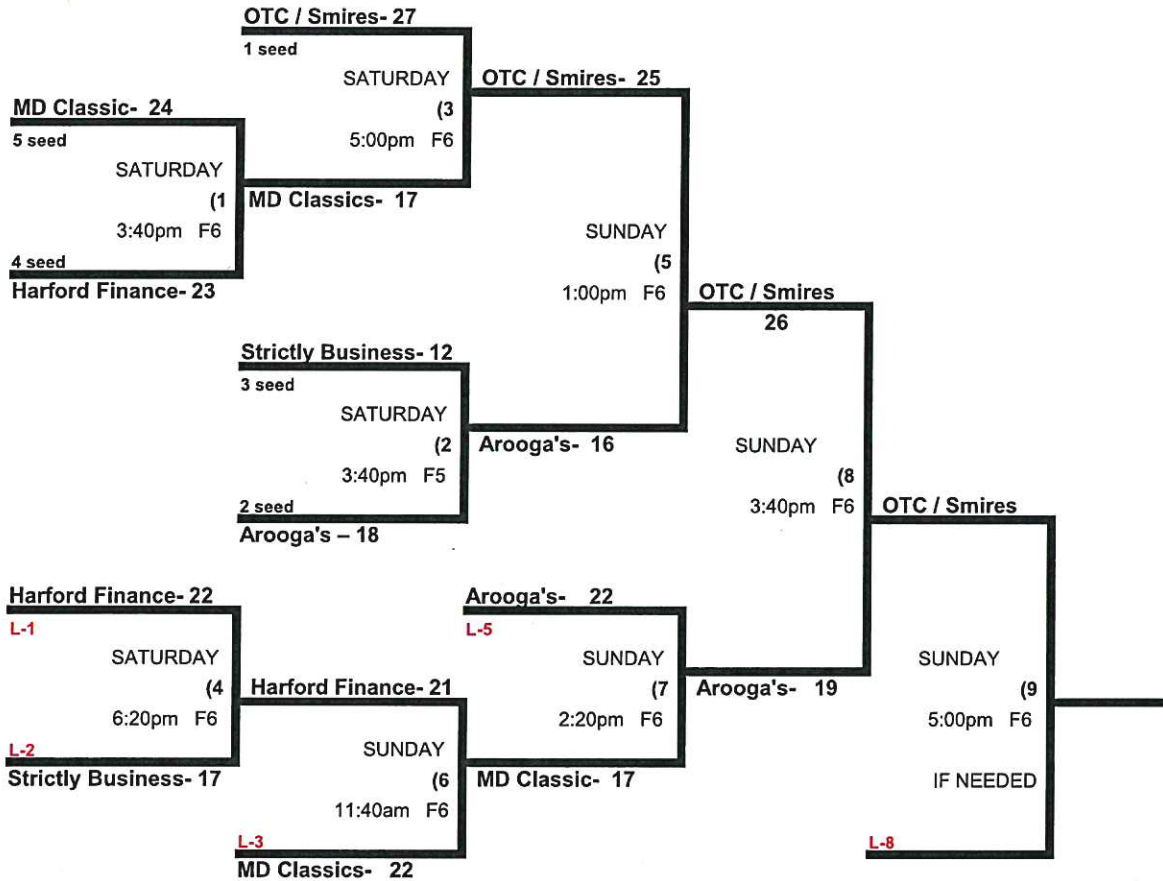 OTC / Smires- 27
1 seed
SATURDAY
(3
5:00pm F6
OTC / Smires- 25
MD Classic- 24
5 seed
SATURDAY
(1
3:40pm F6
MD Classics- 17
4 seed
Harford Finance- 23
SUNDAY
(5
1:00pm F6
OTC / Smires
26
Strictly Business- 12
3 seed
SATURDAY
(2
3:40pm F5
Arooga's- 16
2 seed
Arooga's – 18
SUNDAY
(8
3:40pm F6
OTC / Smires
Harford Finance- 22
L-1
SATURDAY
(4
6:20pm F6
Harford Finance- 21
L-2
Strictly Business- 17
Arooga's- 22
L-5
SUNDAY
(7
2:20pm F6
Arooga's- 19
SUNDAY
(6
11:40am F6
MD Classic- 17
L-3
MD Classics- 22
SUNDAY
(9
5:00pm F6
IF NEEDED
L-8